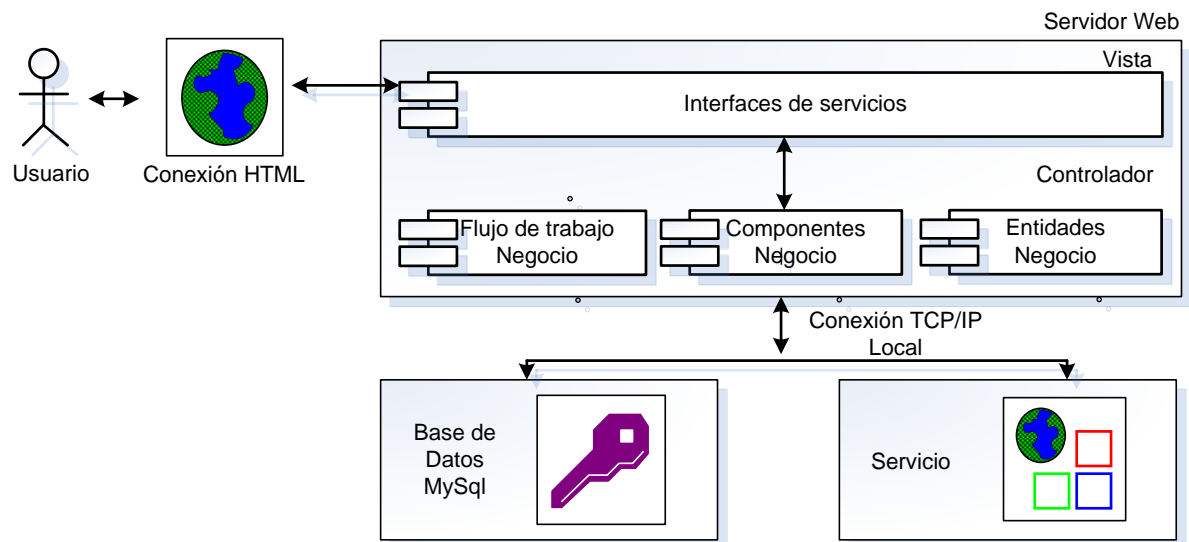 Servidor Web
Vista
Interfaces de servicios
Usuario
Conexión HTML
Controlador
Flujo de trabajo
Negocio
Componentes
Negocio
Entidades
Negocio
Conexión TCP/IP
Local
Base de
Datos
MySql
Servicio